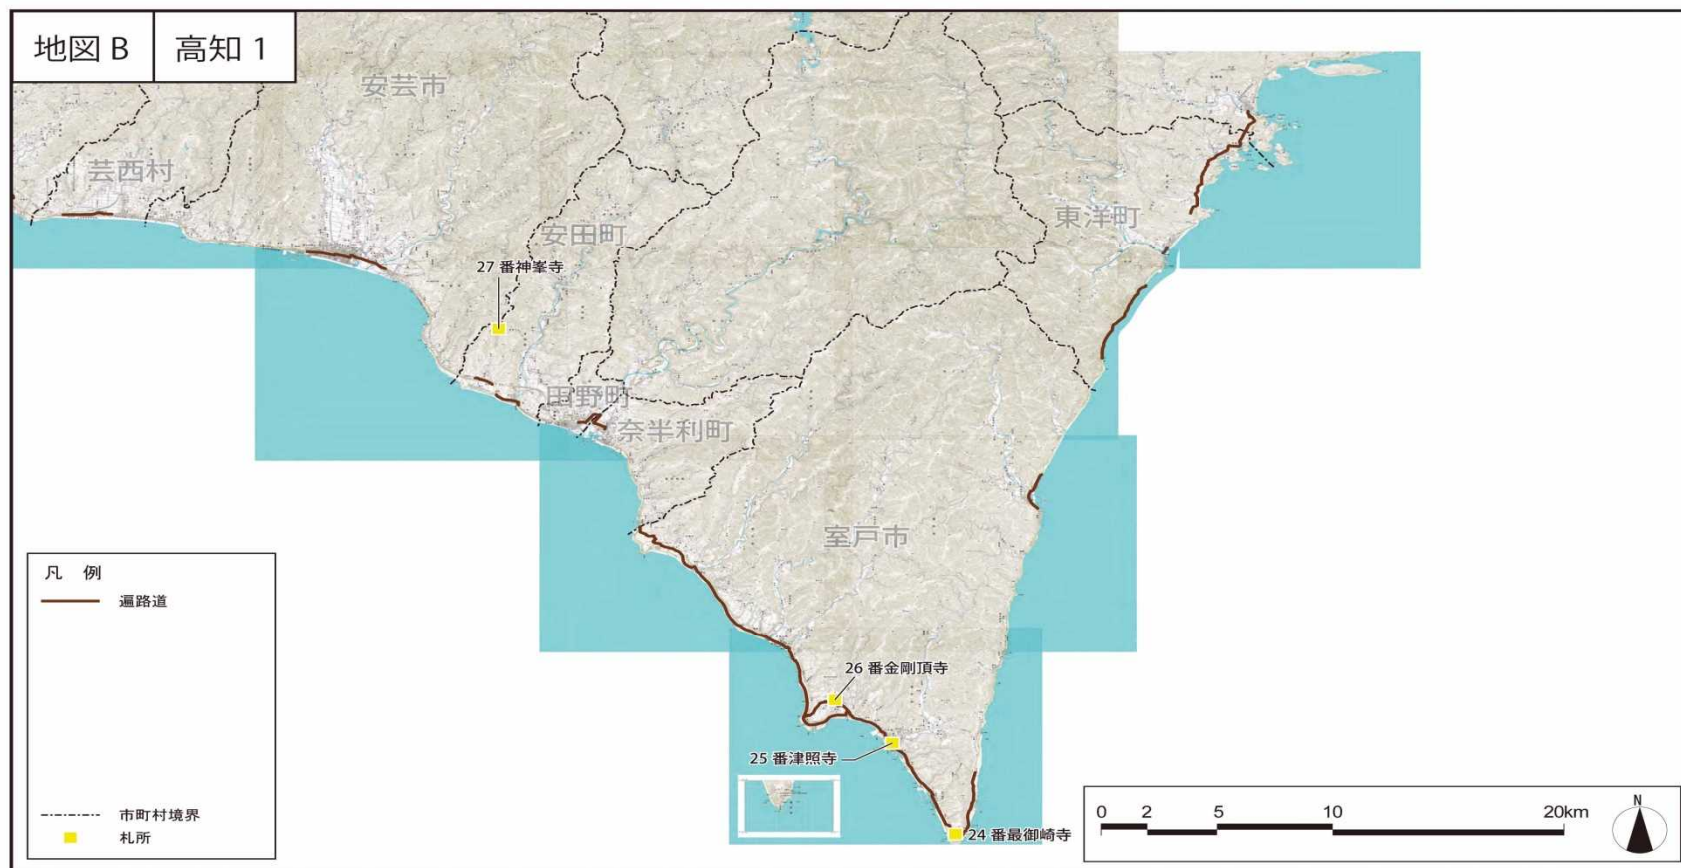 地図 B
高知 1
安芸市
芸西村
東洋町
安田町
27 番神峯寺
田野町
奈半利町
室戸市
凡 例
遍路道
市町村境界
札所
26 番金剛頂寺
25 番津照寺
24 番最御崎寺
0 2 5 10 20km
N